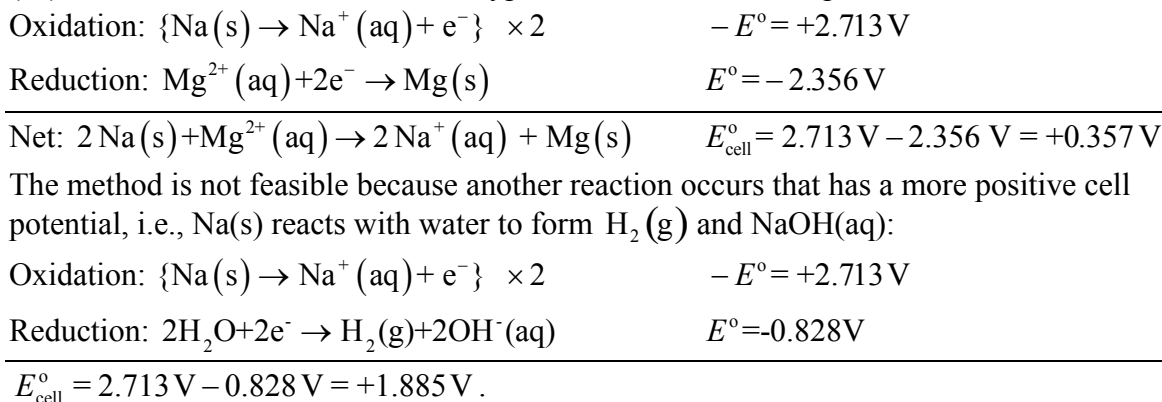 Oxidation: {Na(s) → Na⁺(aq)+ e⁻} ×2 − E° = +2.713 V
Reduction: Mg²⁺(aq)+2e⁻ → Mg(s) E° = – 2.356 V
Net: 2 Na(s)+Mg²⁺(aq) → 2 Na⁺(aq) + Mg(s) E°cell = 2.713 V – 2.356 V = +0.357 V
The method is not feasible because another reaction occurs that has a more positive cell
potential, i.e., Na(s) reacts with water to form H₂(g) and NaOH(aq):
Oxidation: {Na(s) → Na⁺(aq)+ e⁻} ×2 − E° = +2.713 V
Reduction: 2H₂O+2e⁻ → H₂(g)+2OH⁻(aq) E° =-0.828V
E°cell = 2.713 V – 0.828 V = +1.885 V .